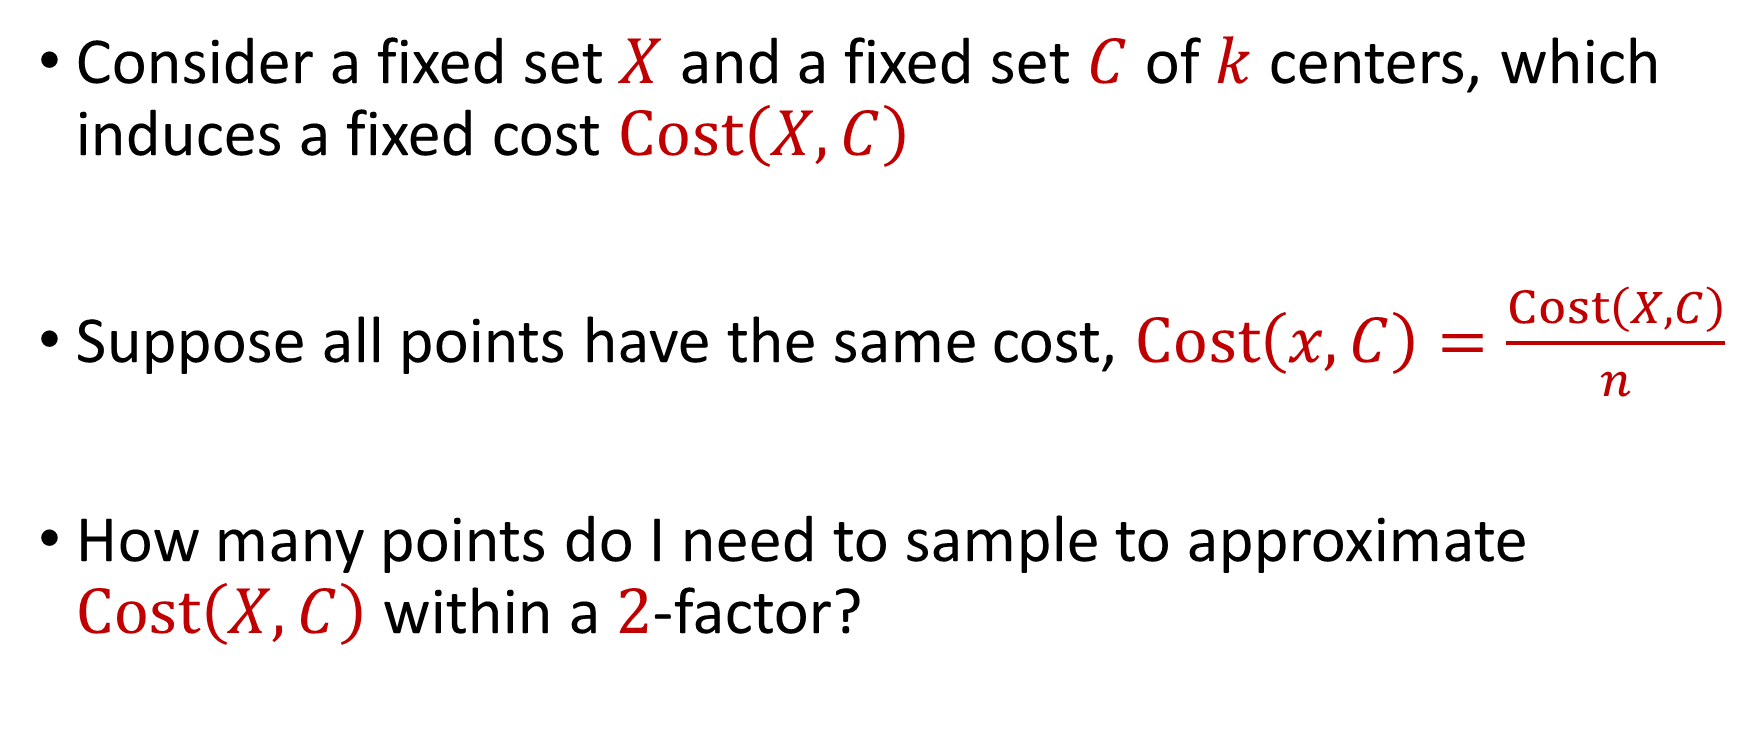 • Consider a fixed set X and a fixed set C of k centers, which
induces a fixed cost Cost(X, C)
• Suppose all points have the same cost, Cost(x, C) = Cost(X,C)/n
• How many points do I need to sample to approximate
Cost(X, C) within a 2-factor?